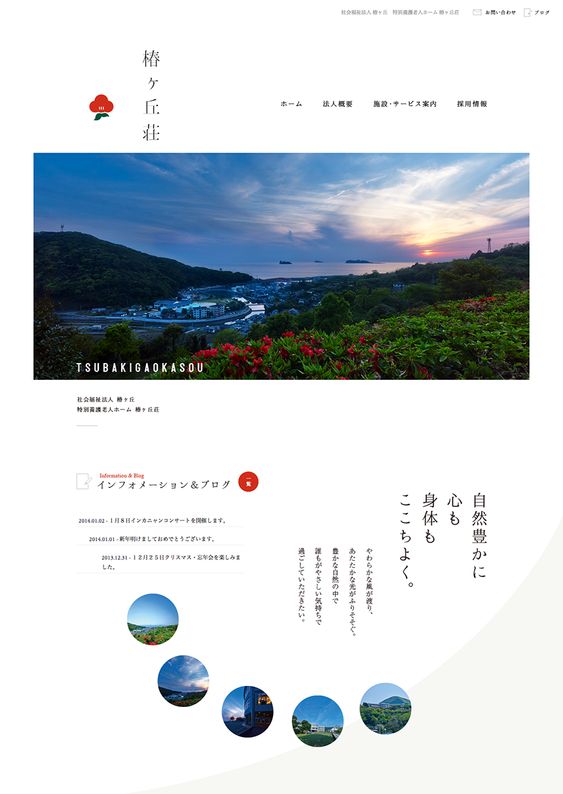 社会福祉法人 椿ヶ丘　特別養護老人ホーム 椿ヶ丘荘
お問い合わせ
ブログ
椿ヶ丘荘
ホーム
法人概要
施設・サービス案内
採用情報
TSUBAKIGAOKASOU
社会福祉法人 椿ヶ丘
特別養護老人ホーム 椿ヶ丘荘
Information & Blog
インフォメーション＆ブログ
一覧
2014.01.02 - １月８日インカニャンコンサートを開催します。
2014.01.01 - 新年明けましておめでとうございます。
2013.12.31 - １２月２５日クリスマス・忘年会を楽しみま
した。
自然豊かに
心も
身体も
ここちよく。
やわらかな風が渡り、
あたたかな光がふりそそぐ。
豊かな自然の中で
誰もがやさしい気持ちで
過ごしていただきたい。